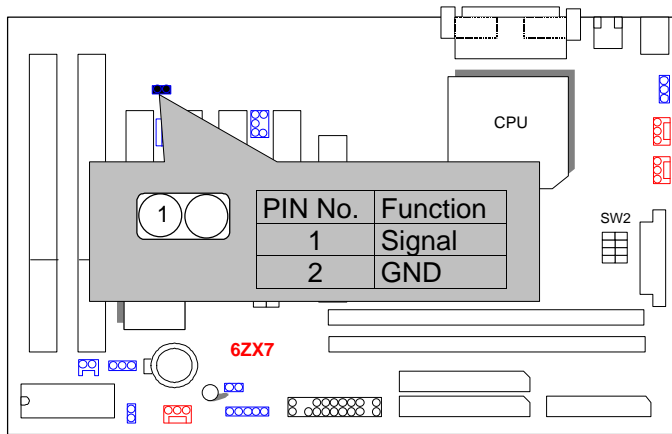 CPU
1
PIN No. Function
1 Signal
2 GND
SW2
6ZX7